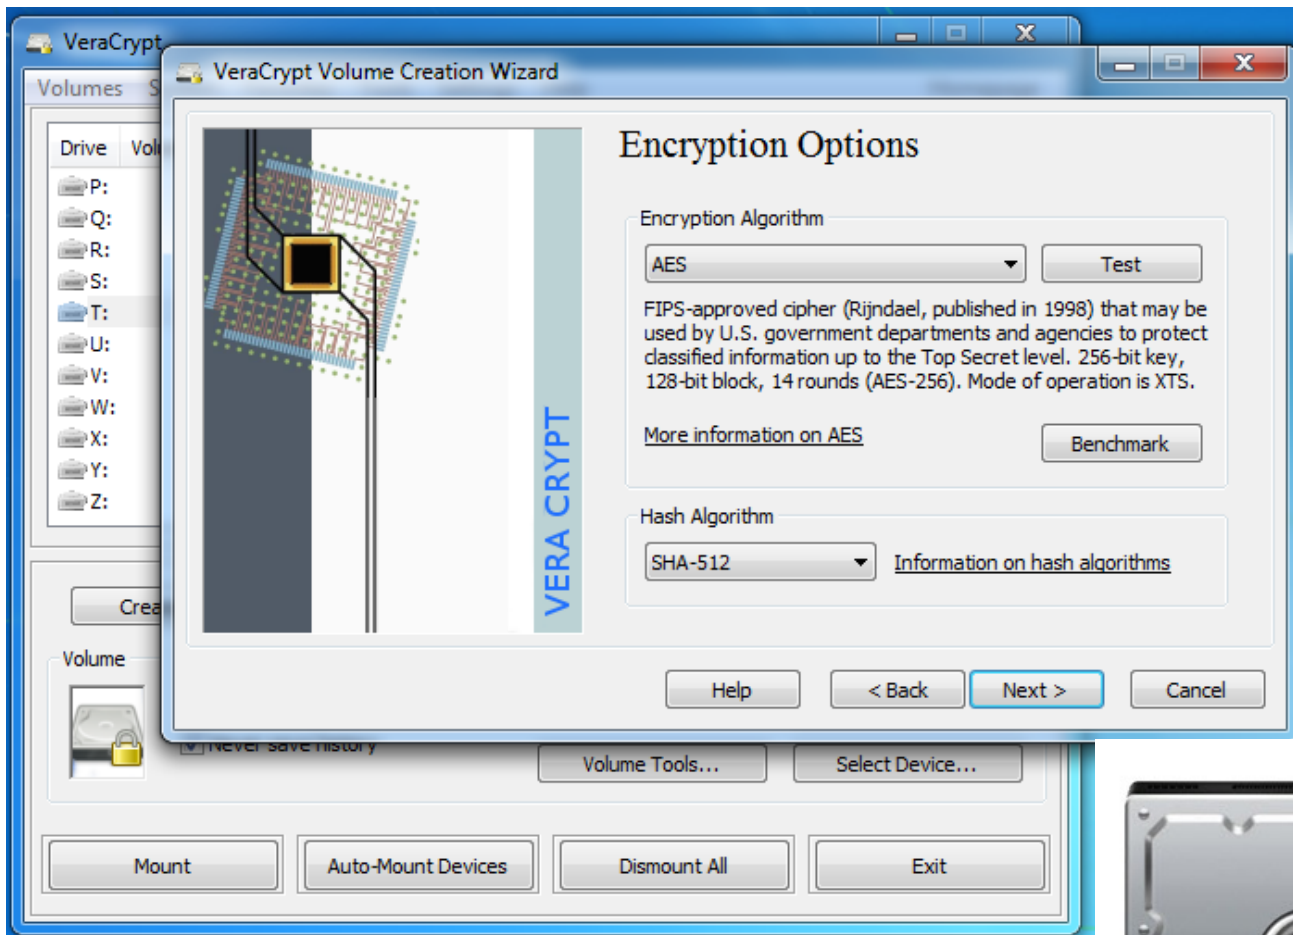 VeraCrypt
VeraCrypt Volume Creation Wizard
Volumes
Drive
P:
Q:
R:
S:
T:
U:
V:
W:
X:
Y:
Z:
VERA CRYPT
Encryption Options
Encryption Algorithm
AES
Test
FIPS-approved cipher (Rijndael, published in 1998) that may be
used by U.S. government departments and agencies to protect
classified information up to the Top Secret level. 256-bit key,
128-bit block, 14 rounds (AES-256). Mode of operation is XTS.
More information on AES
Benchmark
Hash Algorithm
SHA-512
Information on hash algorithms
Help
< Back
Next >
Cancel
Volume
Never save history
Volume Tools...
Select Device...
Mount
Auto-Mount Devices
Dismount All
Exit